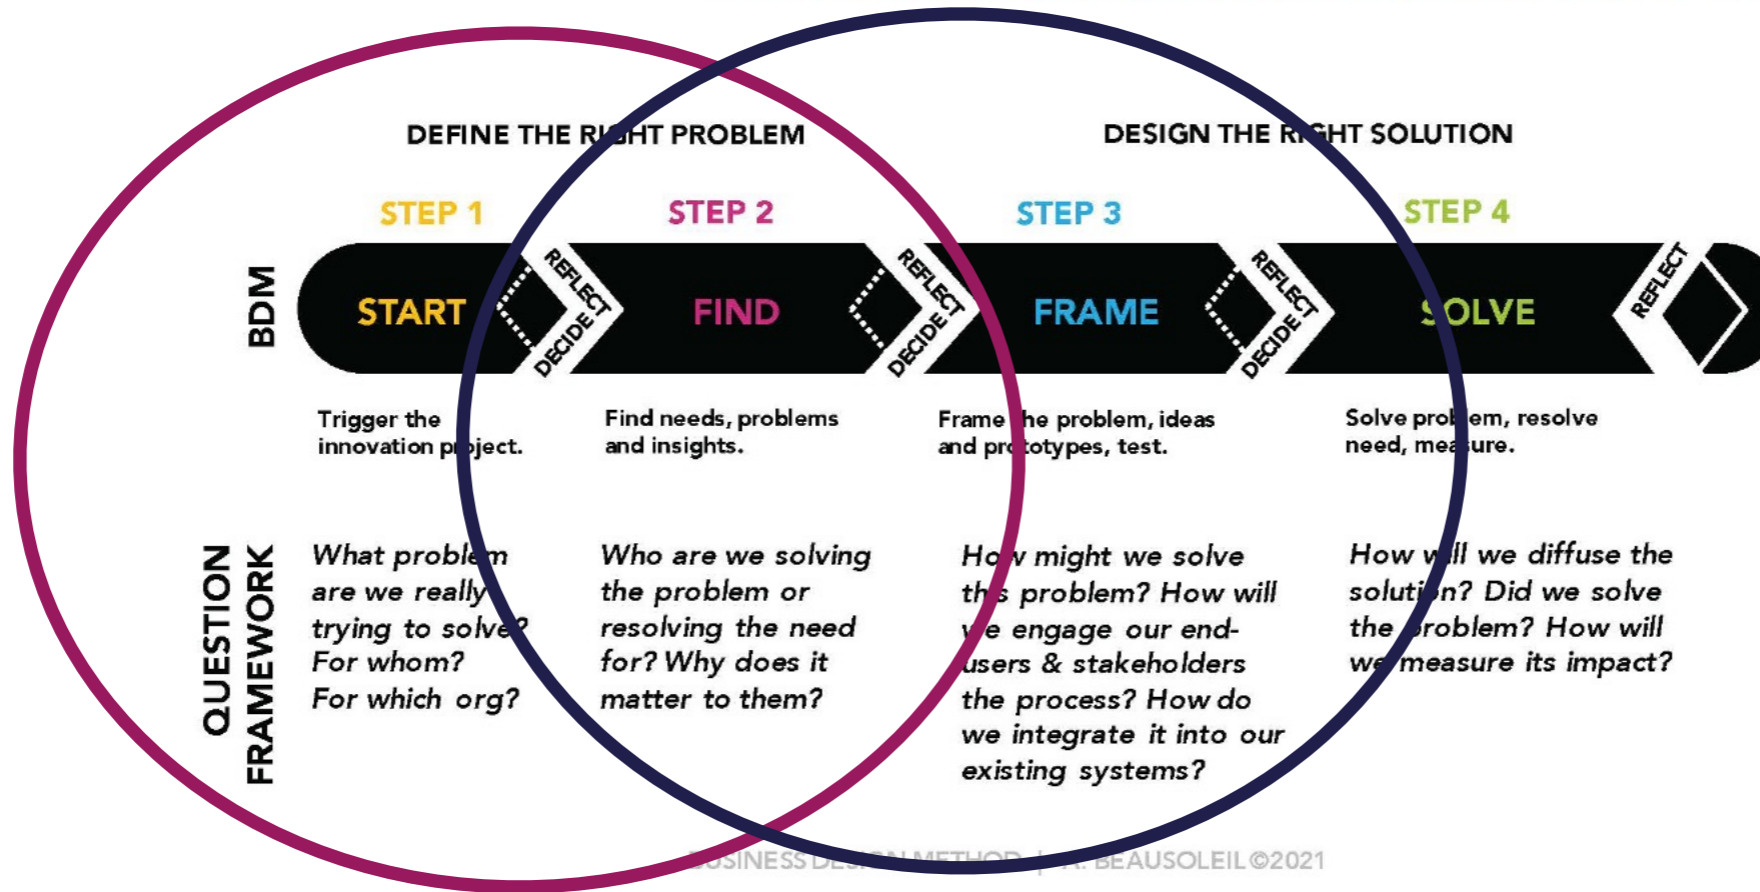 DEFINE THE RIGHT PROBLEM
DESIGN THE RIGHT SOLUTION
STEP 1
STEP 2
STEP 3
STEP 4
BDM
START
REFLECT
DECIDE
FIND
REFLECT
DECIDE
FRAME
REFLECT
DECIDE
SOLVE
REFLECT
Trigger the
innovation project.
Find needs, problems
and insights.
Frame the problem, ideas
and prototypes, test.
Solve problem, resolve
need, measure.
QUESTION
FRAMEWORK
What problem
are we really
trying to solve?
For whom?
For which org?
Who are we solving
the problem or
resolving the need
for? Why does it
matter to them?
How might we solve
this problem? How will
we engage our end-
users & stakeholders
the process? How do
we integrate it into our
existing systems?
How will we diffuse the
solution? Did we solve
the problem? How will
we measure its impact?
BUSINESS DESIGN METHOD | A. BEAUSOLEIL©2021